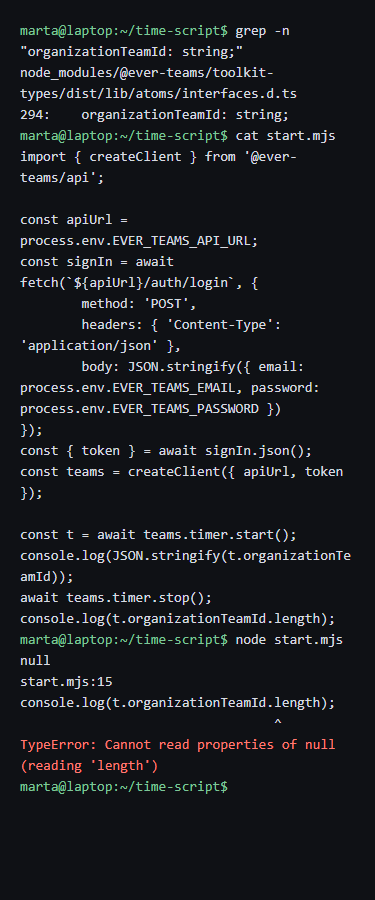 marta@laptop:~/time-script$ grep -n
"organizationTeamId: string;"
node_modules/@ever-teams/toolkit-
types/dist/lib/atoms/interfaces.d.ts
294:    organizationTeamId: string;
marta@laptop:~/time-script$ cat start.mjs
import { createClient } from '@ever-
teams/api';

const apiUrl =
process.env.EVER_TEAMS_API_URL;
const signIn = await
fetch(`${apiUrl}/auth/login`, {
        method: 'POST',
        headers: { 'Content-Type':
'application/json' },
        body: JSON.stringify({ email:
process.env.EVER_TEAMS_EMAIL, password:
process.env.EVER_TEAMS_PASSWORD })
});
const { token } = await signIn.json();
const teams = createClient({ apiUrl, token
});

const t = await teams.timer.start();
console.log(JSON.stringify(t.organizationTe
amId));
await teams.timer.stop();
console.log(t.organizationTeamId.length);
marta@laptop:~/time-script$ node start.mjs
null
start.mjs:15
console.log(t.organizationTeamId.length);
                                 ^
TypeError: Cannot read properties of null
(reading 'length')
marta@laptop:~/time-script$